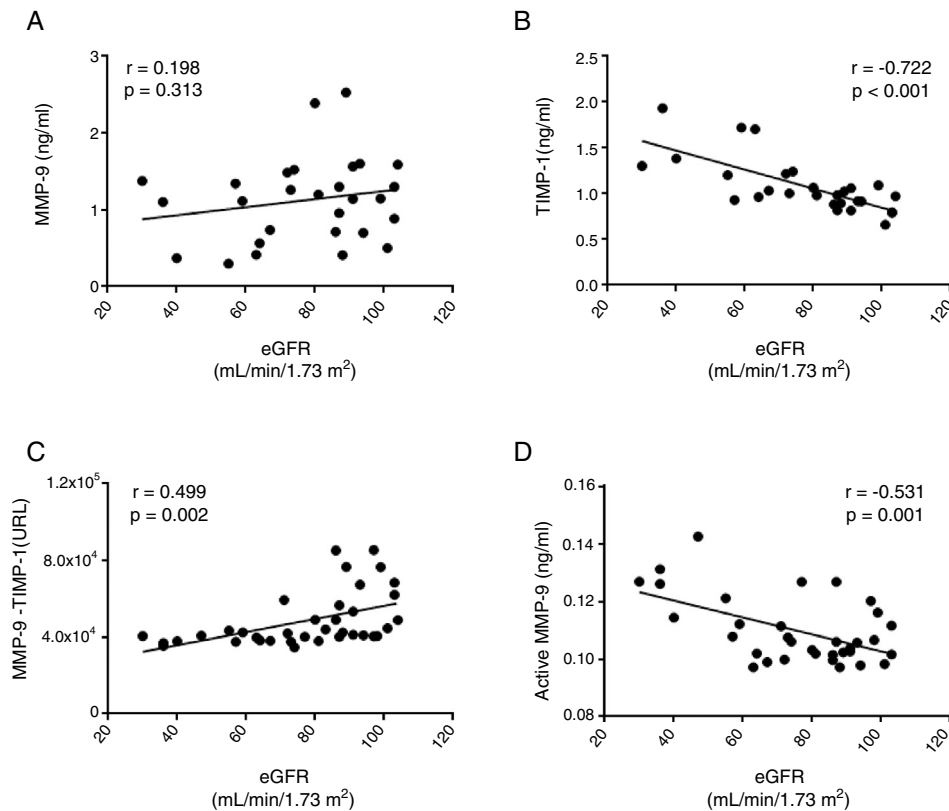 A
r = 0.198
p = 0.313
MMP-9 (ng/ml)
3
2
1
0
20
40
60
80
100
120
eGFR
(mL/min/1.73 m²)
B
r = -0.722
p < 0.001
TIMP-1(ng/ml)
2.5
2.0
1.5
1.0
0.5
0.0
20
40
60
80
100
120
eGFR
(mL/min/1.73 m²)
C
r = 0.499
p = 0.002
MMP-9 -TIMP-1(URL)
1.2x10⁵
8.0x10⁴
4.0x10⁴
0
20
40
60
80
100
120
eGFR
(mL/min/1.73 m²)
D
r = -0.531
p = 0.001
Active MMP-9 (ng/ml)
0.16
0.14
0.12
0.10
0.08
20
40
60
80
100
120
eGFR
(mL/min/1.73 m²)